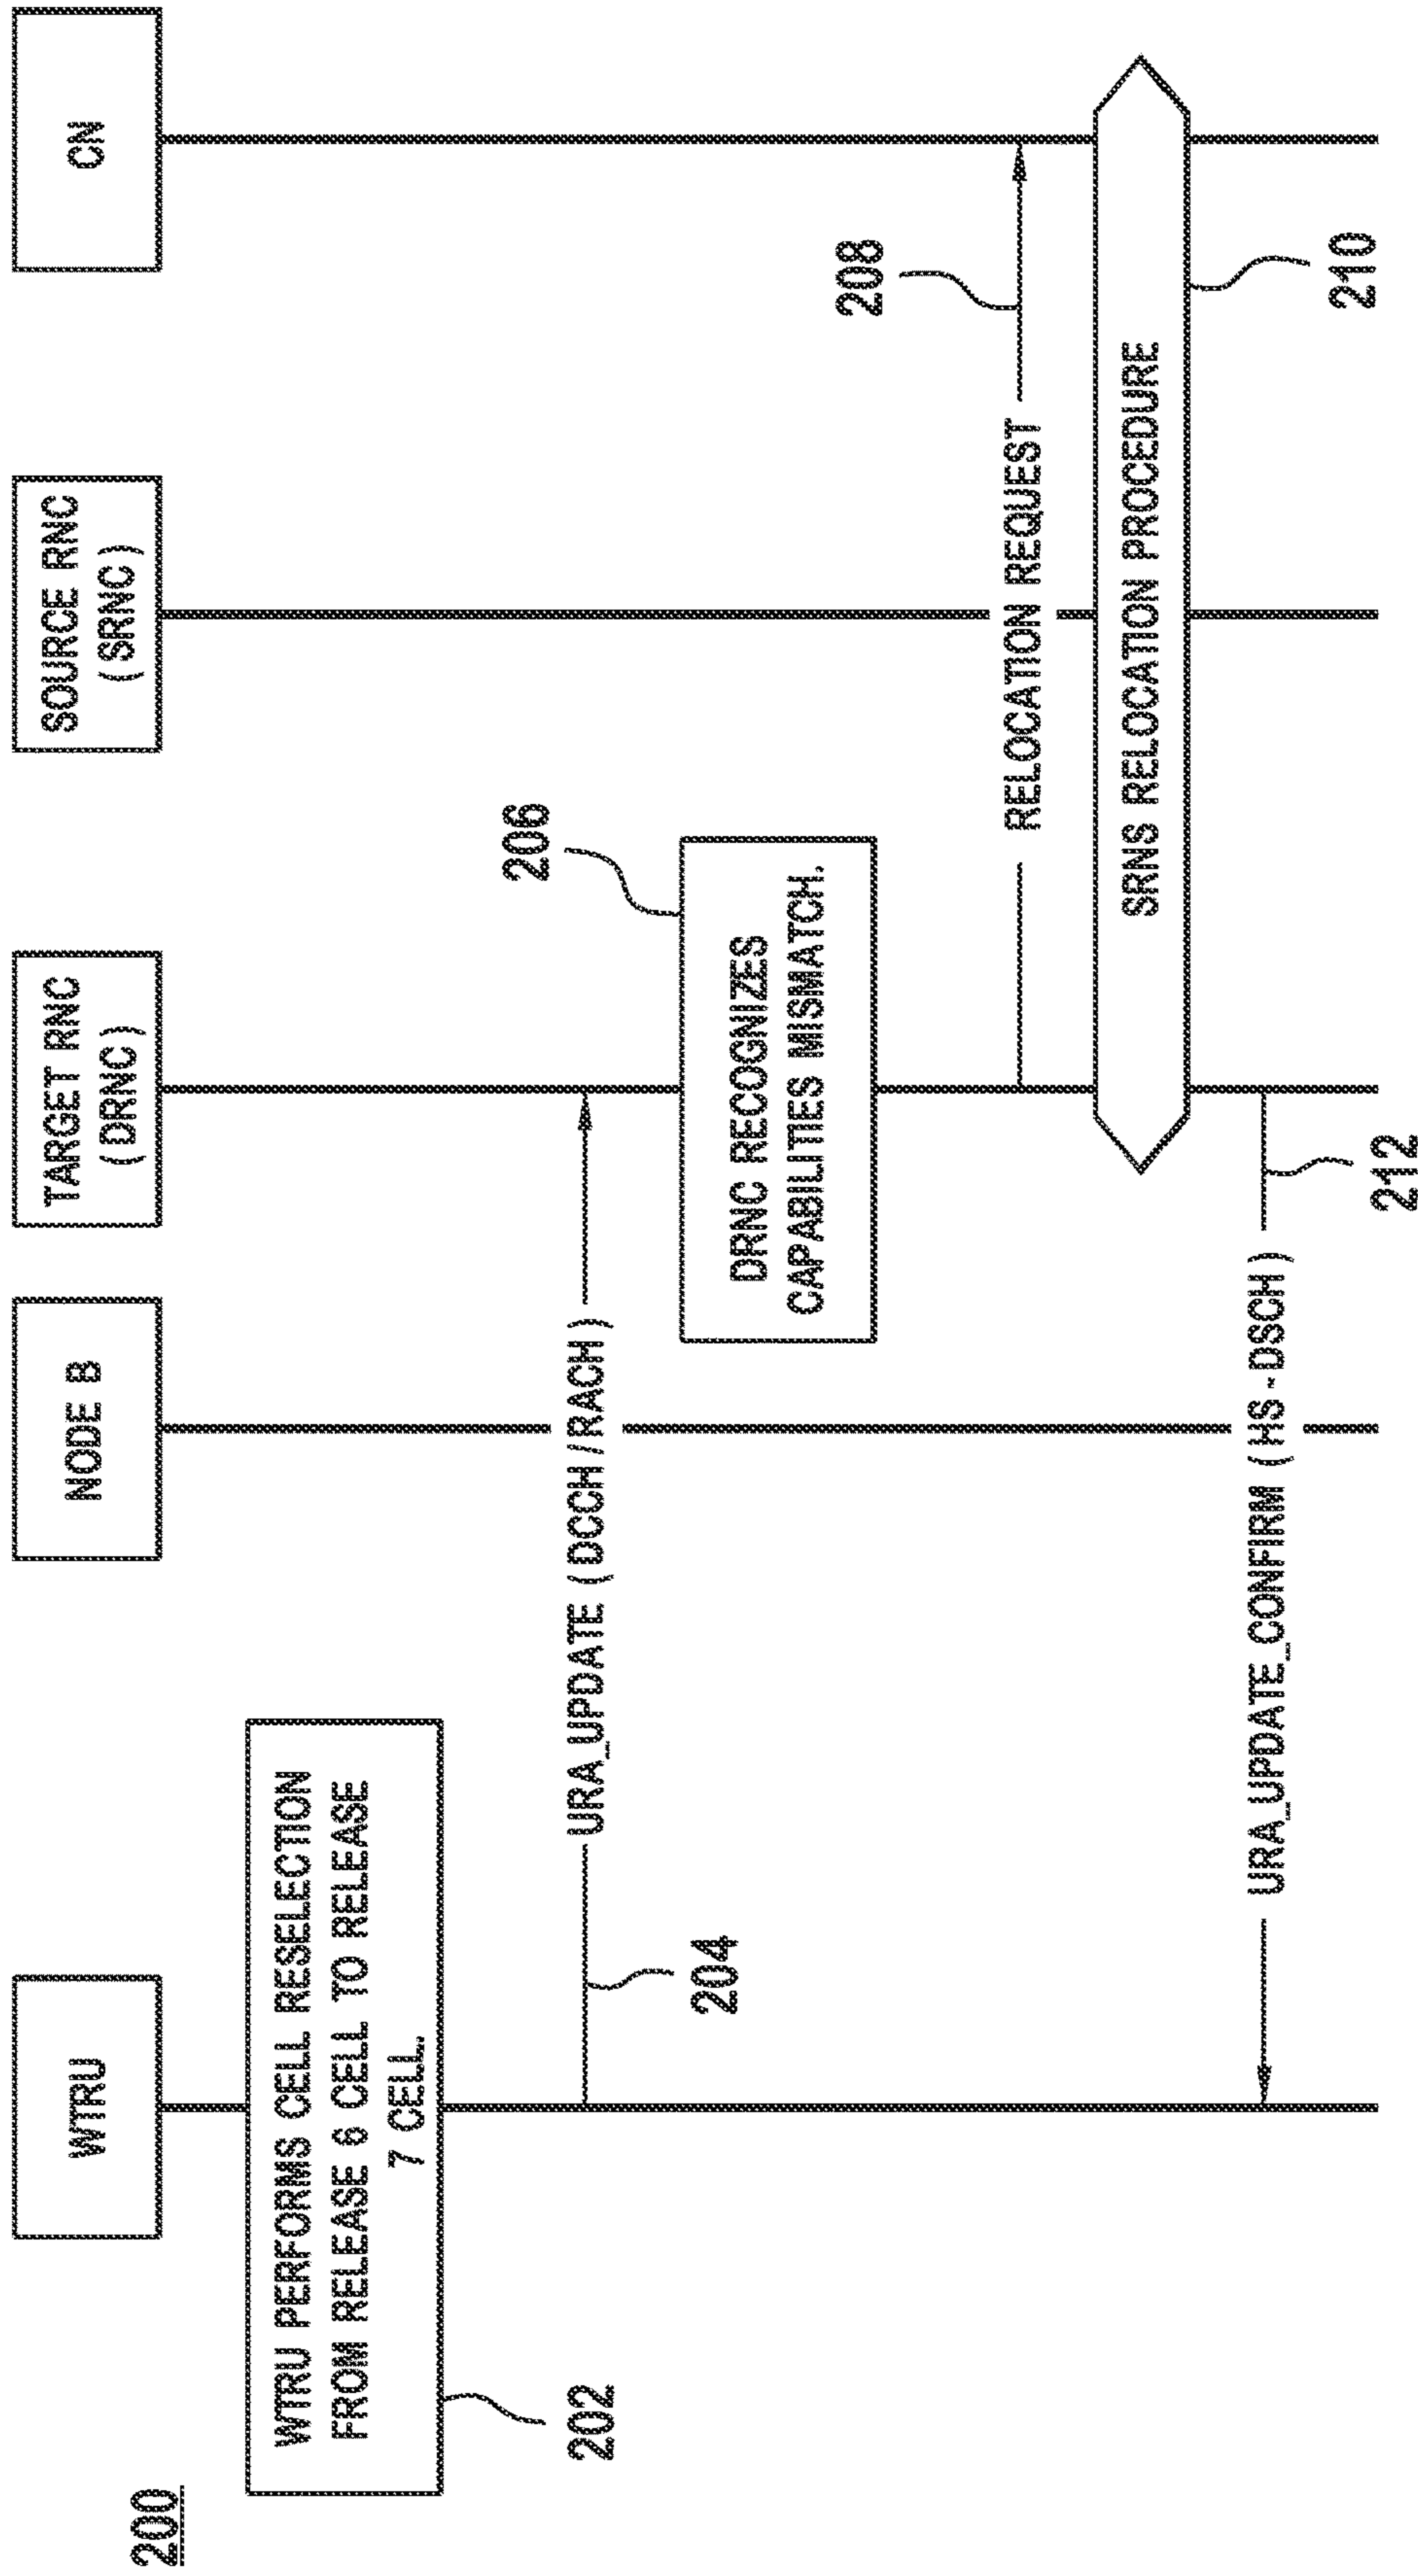 200
WTRU
NODE B
TARGET RNC
(DRNC)
SOURCE RNC
(SRNC)
CN
WTRU PERFORMS CELL RESELECTION
FROM RELEASE 6 CELL TO RELEASE
7 CELL
202
URA_UPDATE (DCCH/RACH)
204
DRNC RECOGNIZES
CAPABILITIES MISMATCH.
206
RELOCATION REQUEST
208
SRNS RELOCATION PROCEDURE
210
URA_UPDATE_CONFIRM (HS-DSCH)
212